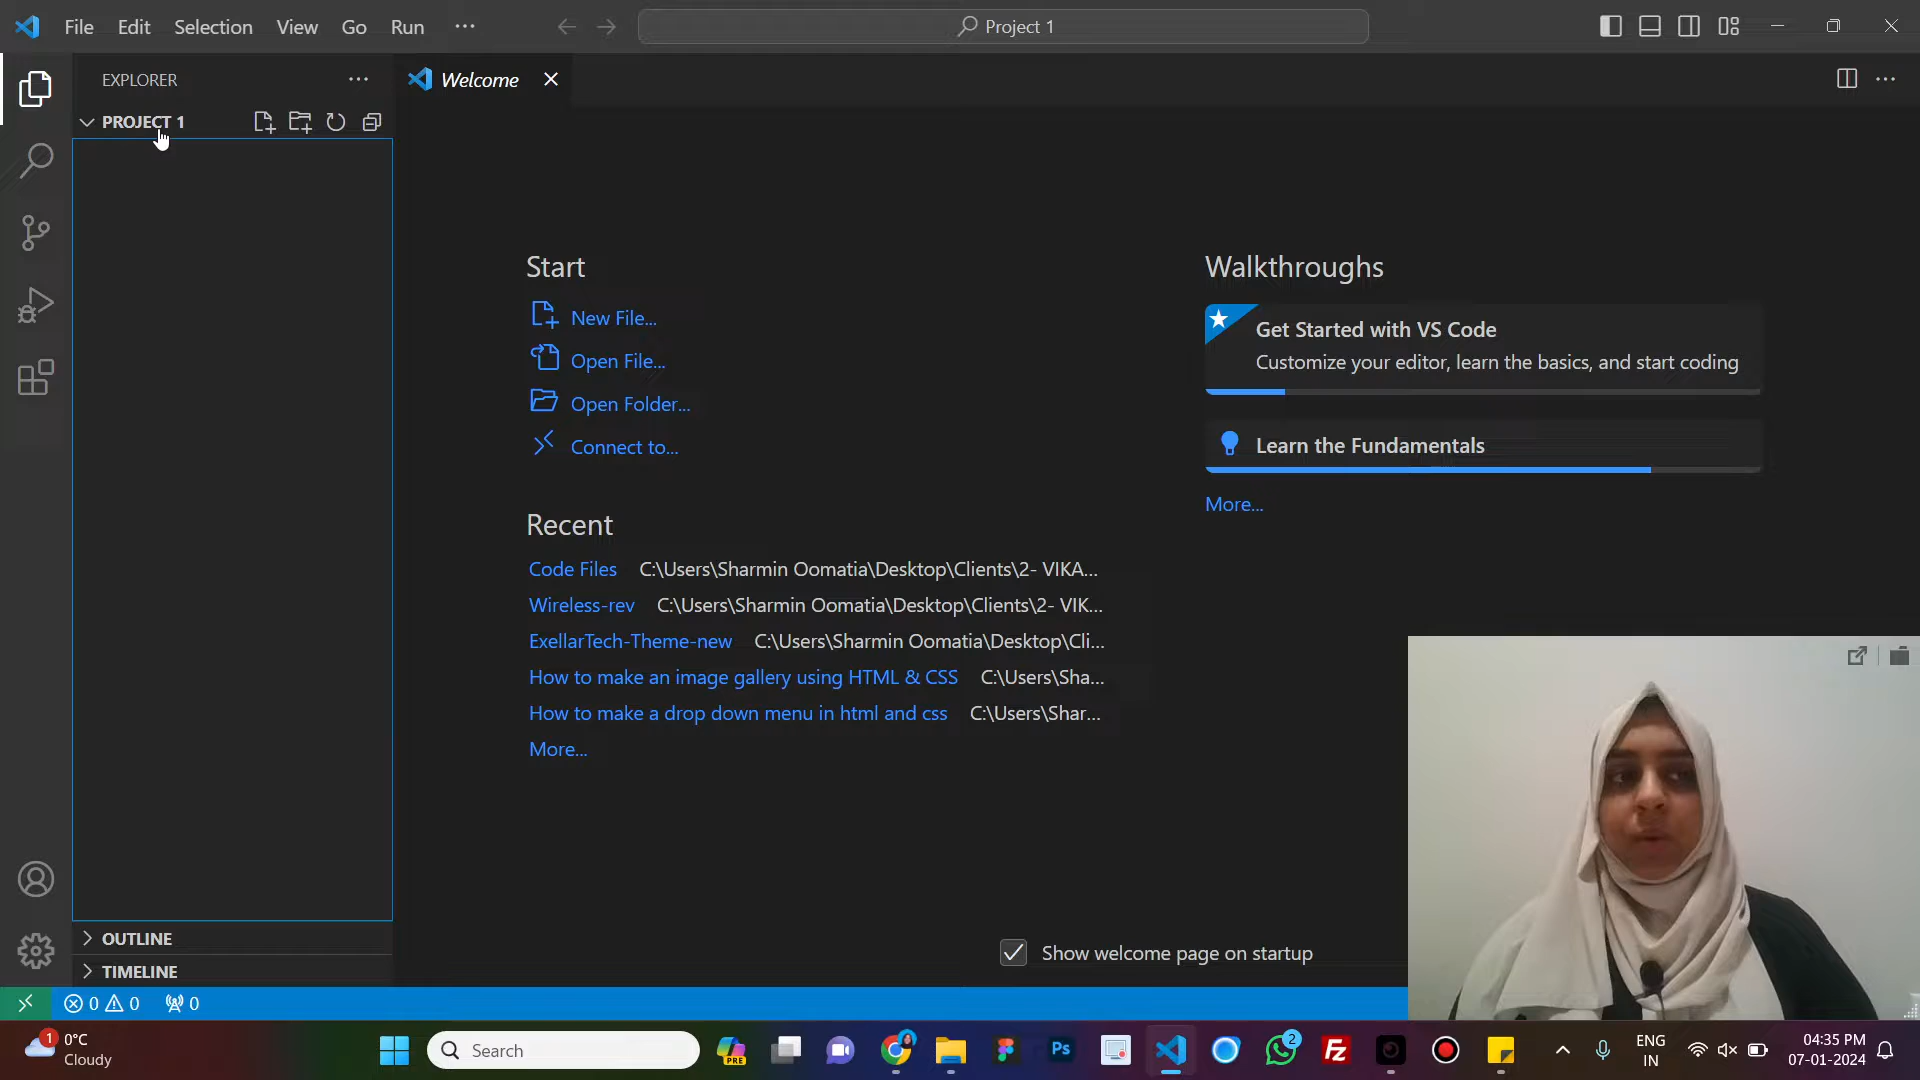 File Edit Selection View Go Run ···
Project 1
EXPLORER
Welcome
PROJECT 1
Start
New File...
Open File...
Open Folder...
Connect to...
Recent
Code Files C:\Users\Sharmin Oomatia\Desktop\Clients\2- VIKA...
Wireless-rev C:\Users\Sharmin Oomatia\Desktop\Clients\2- VIK...
ExellarTech-Theme-new C:\Users\Sharmin Oomatia\Desktop\Cli...
How to make an image gallery using HTML & CSS C:\Users\Sha...
How to make a drop down menu in html and css C:\Users\Shar...
More...
Walkthroughs
Get Started with VS Code
Customize your editor, learn the basics, and start coding
Learn the Fundamentals
More...
Show welcome page on startup
OUTLINE
TIMELINE
0 0 0
1
0°C
Cloudy
Search
PRE
Ps
2
Fz
ENG
IN
04:35 PM
07-01-2024